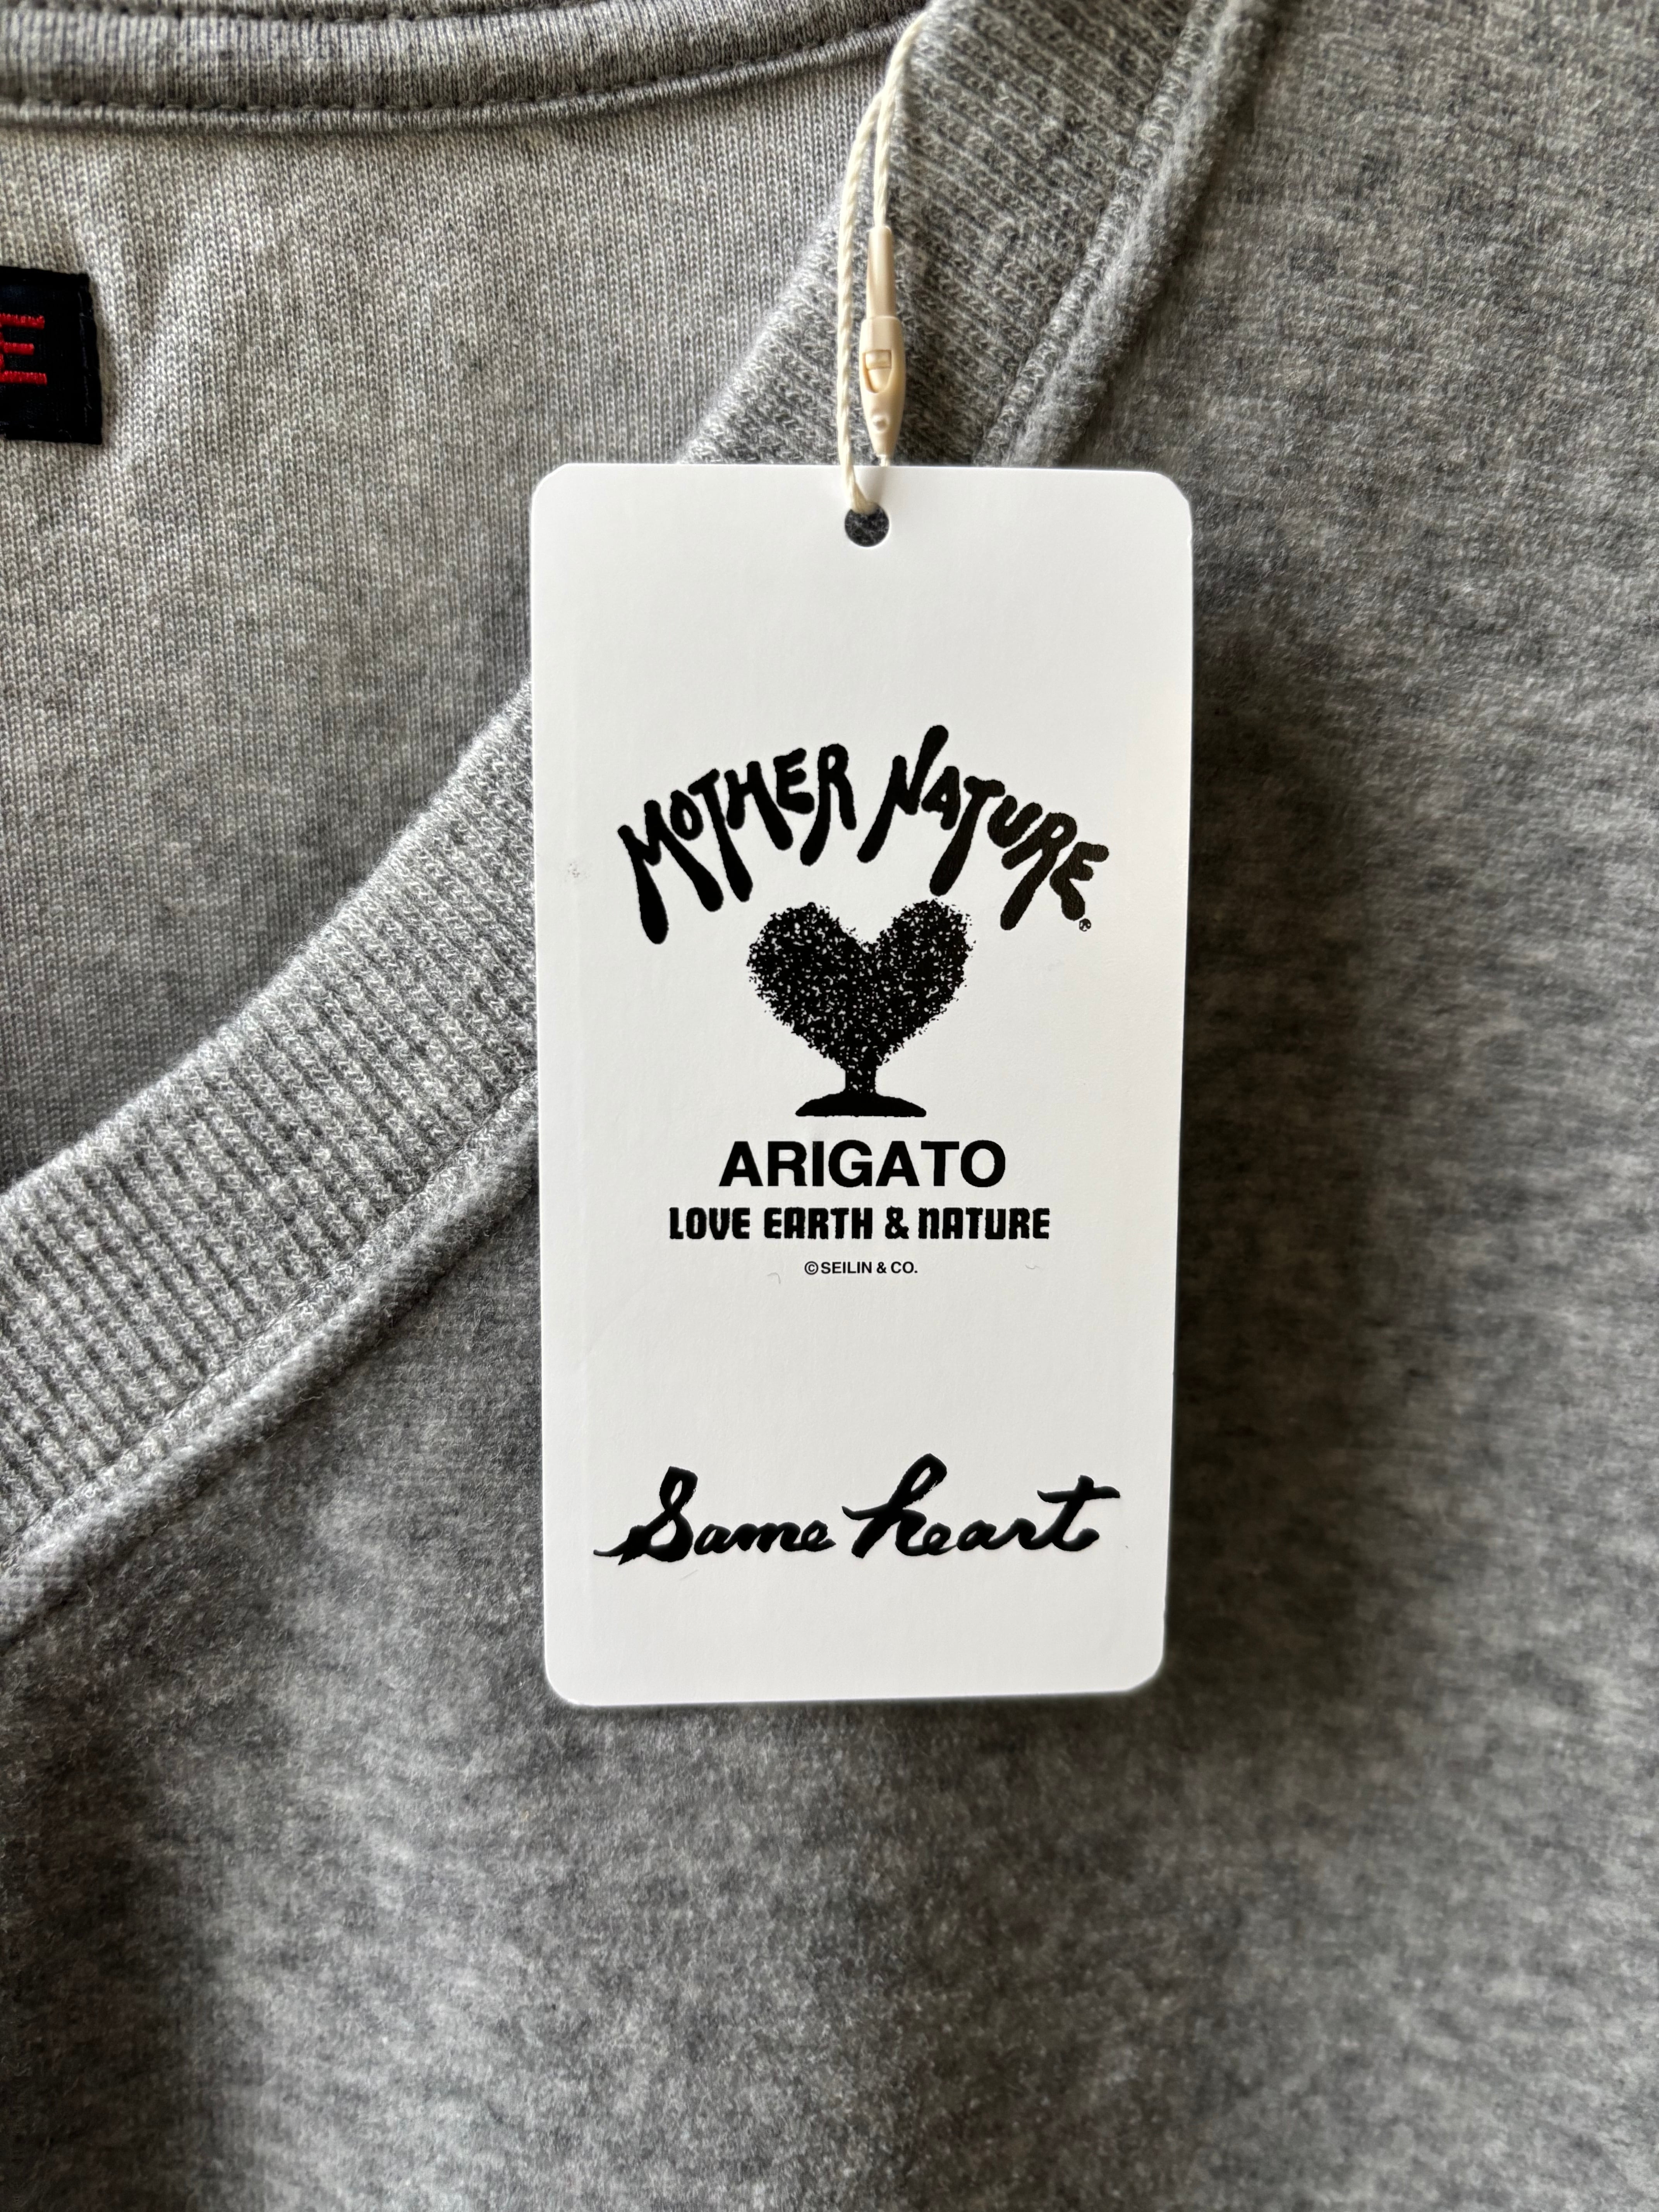 E
MOTHER NATURE®
ARIGATO
LOVE EARTH & NATURE
©SEILIN & CO.
Same heart